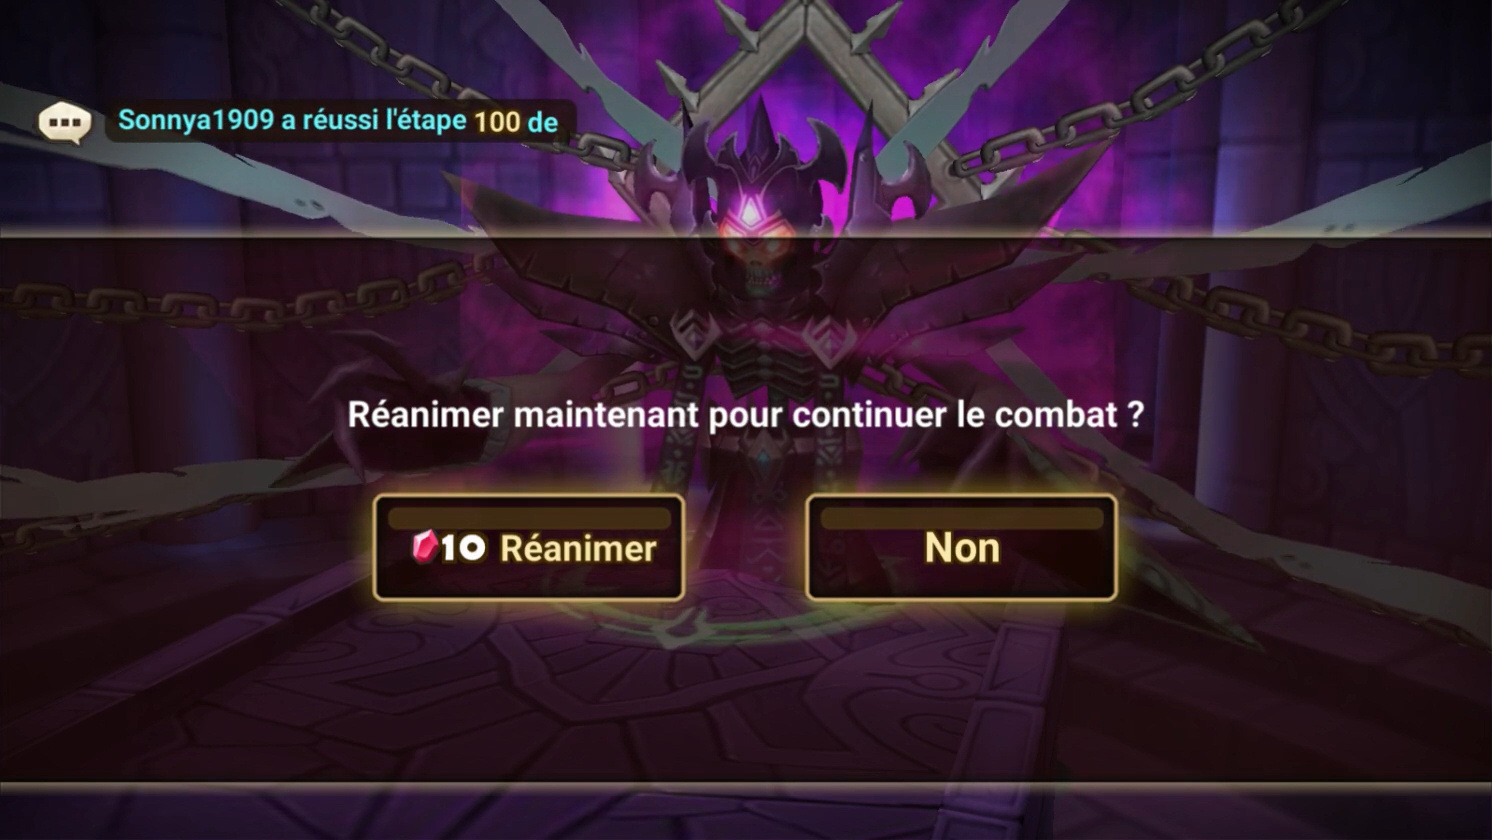 Sonnya1909 a réussi l'étape 100 de
Réanimer maintenant pour continuer le combat ?
10 Réanimer
Non